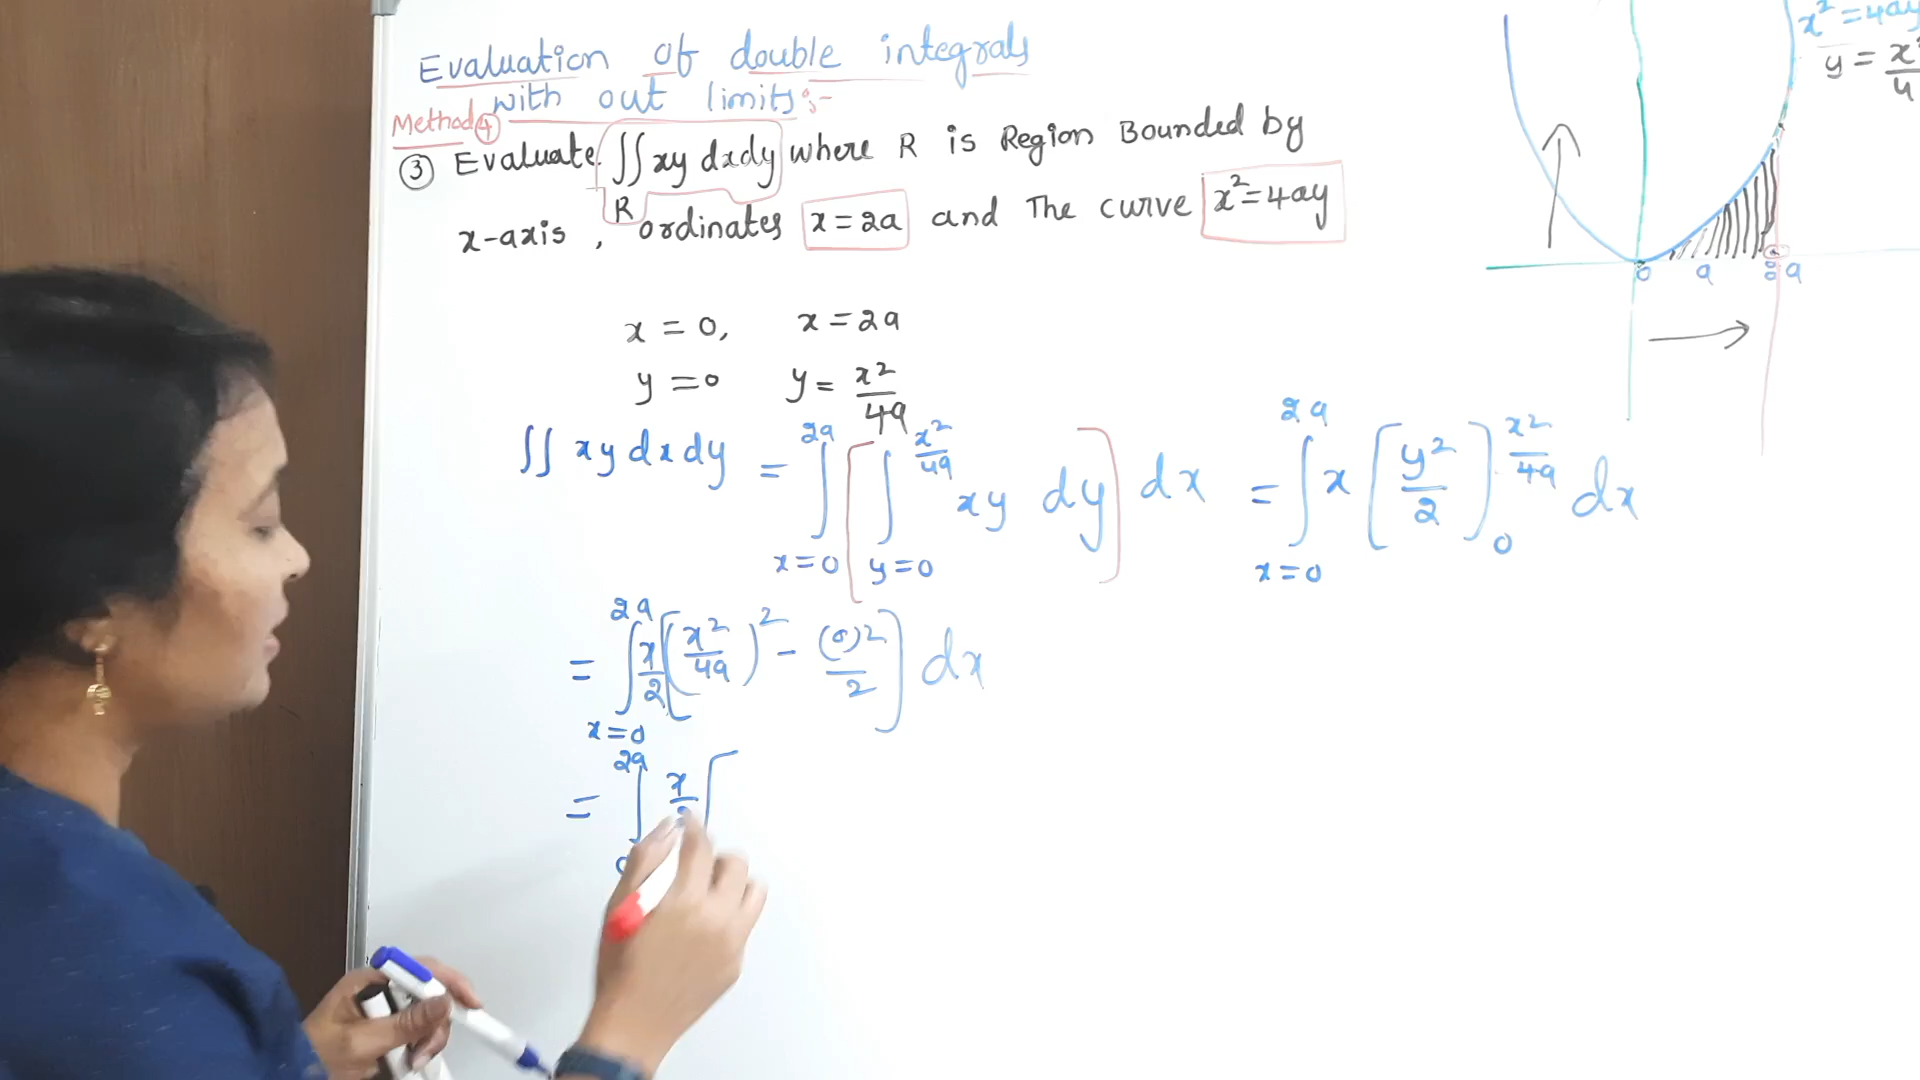 Evaluation of double integrals
with out limits:-
Method ④
③ Evaluate ∬ xy dxdy where R is Region Bounded by
R
x-axis , ordinates x=2a and The curve x²=4ay
x = 0, x = 2a
y = 0 y = x²/4a
∬ xy dxdy = ∫_{x=0}^{2a} [ ∫_{y=0}^{x²/4a} xy dy ] dx = ∫_{x=0}^{2a} x [ y²/2 ]_0^{x²/4a} dx
= ∫_{x=0}^{2a} x/2 [ (x²/4a)² - (0)²/2 ] dx
= ∫_0^{2a} x/2 [
x² = 4ay
0 a a